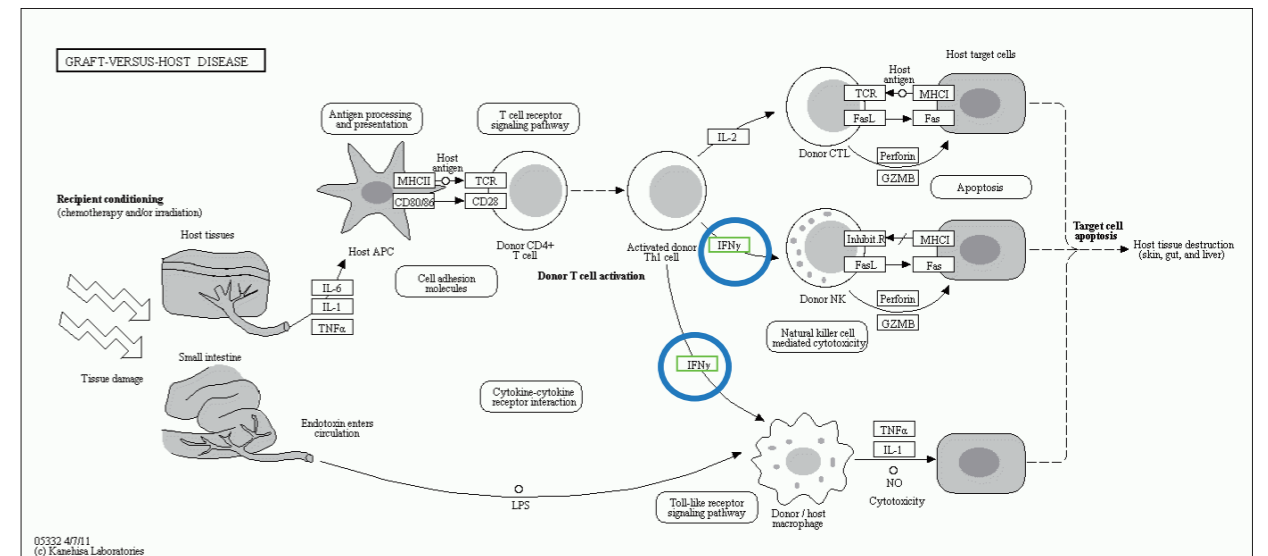 GRAFT-VERSUS-HOST DISEASE
Host target cells
Antigen processing
and presentation
T cell receptor
signaling pathway
Host
antigen
TCR
MHCI
FasL
Fas
IL-2
Donor CTL
Perforin
GZMB
Host
antigen
MHCII
TCR
CD80/86
CD28
Apoptosis
Recipient conditioning
(chemotherapy and/or irradiation)
Host tissues
Host APC
Donor CD4+
T cell
Activated donor
Th1 cell
IFNγ
Inhibit.R
MHCI
FasL
Fas
Target cell
apoptosis
Host tissue destruction
(skin, gut, and liver)
Cell adhesion
molecules
Donor T cell activation
IL-6
IL-1
TNFα
Donor NK
Perforin
GZMB
Natural killer cell
mediated cytotoxicity
Tissue damage
Small intestine
IFNγ
Cytokine-cytokine
receptor interaction
Endotoxin enters
circulation
TNFα
IL-1
NO
Cytotoxicity
LPS
Toll-like receptor
signaling pathway
Donor / host
macrophage
05332 4/7/11
(c) Kanehisa Laboratories